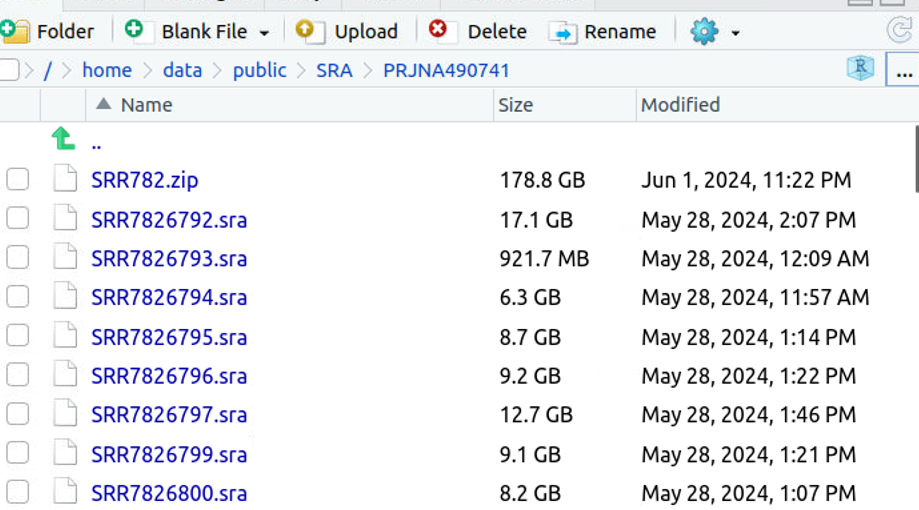 Folder Blank File Upload Delete Rename
/ home data public SRA PRJNA490741 R ...
Name Size Modified
..
SRR782.zip 178.8 GB Jun 1, 2024, 11:22 PM
SRR7826792.sra 17.1 GB May 28, 2024, 2:07 PM
SRR7826793.sra 921.7 MB May 28, 2024, 12:09 AM
SRR7826794.sra 6.3 GB May 28, 2024, 11:57 AM
SRR7826795.sra 8.7 GB May 28, 2024, 1:14 PM
SRR7826796.sra 9.2 GB May 28, 2024, 1:22 PM
SRR7826797.sra 12.7 GB May 28, 2024, 1:46 PM
SRR7826799.sra 9.1 GB May 28, 2024, 1:21 PM
SRR7826800.sra 8.2 GB May 28, 2024, 1:07 PM